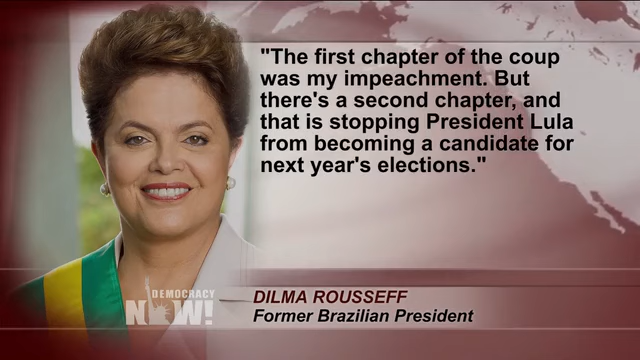 "The first chapter of the coup
was my impeachment. But
there's a second chapter, and
that is stopping President Lula
from becoming a candidate for
next year's elections."
DEMOCRACY
NOW!
DILMA ROUSSEFF
Former Brazilian President